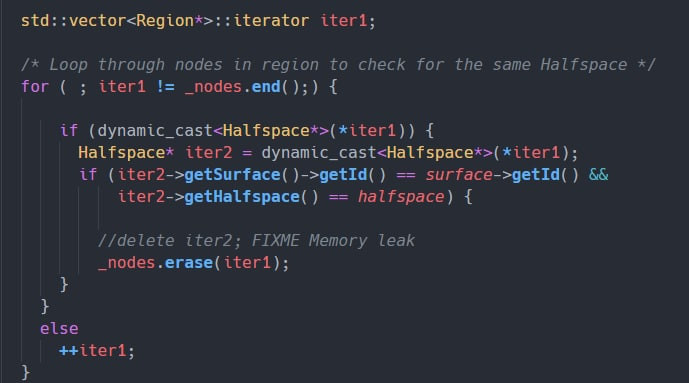 std::vector<Region*>::iterator iter1;
/* Loop through nodes in region to check for the same Halfspace */
for ( ; iter1 != _nodes.end();) {
if (dynamic_cast<Halfspace*>(*iter1)) {
Halfspace* iter2 = dynamic_cast<Halfspace*>(*iter1);
if (iter2->getSurface()->getId() == surface->getId() &&
iter2->getHalfspace() == halfspace) {
//delete iter2; FIXME Memory leak
_nodes.erase(iter1);
}
}
else
++iter1;
}